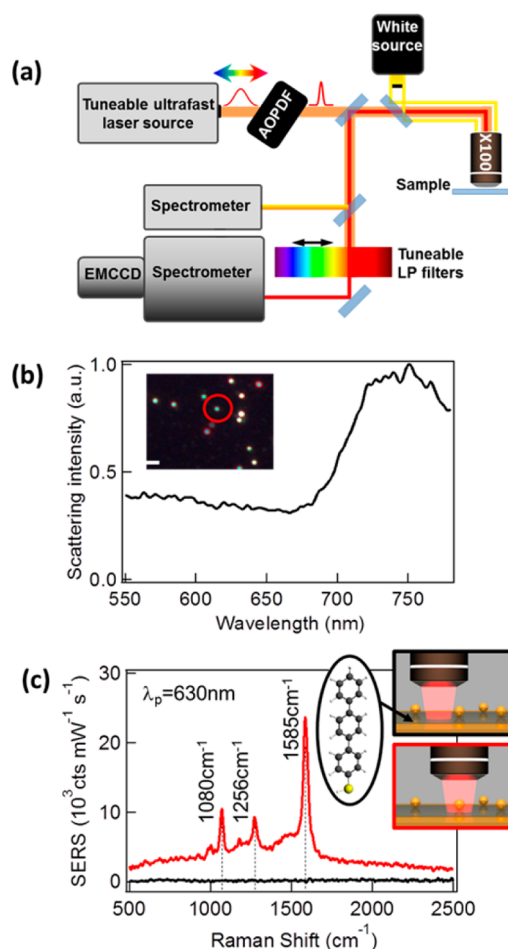 (a)
White
source
Tuneable ultrafast
laser source
AOPDF
X100
Sample
Spectrometer
EMCCD
Spectrometer
Tuneable
LP filters
(b)
Scattering intensity (a.u.)
1.0
0.5
0.0
550
600
650
700
750
Wavelength (nm)
(c)
SERS (10³cts mW⁻¹ s⁻¹)
30
20
10
0
λp=630nm
1080cm⁻¹
1256cm⁻¹
1585cm⁻¹
500
1000
1500
2000
2500
Raman Shift (cm⁻¹)